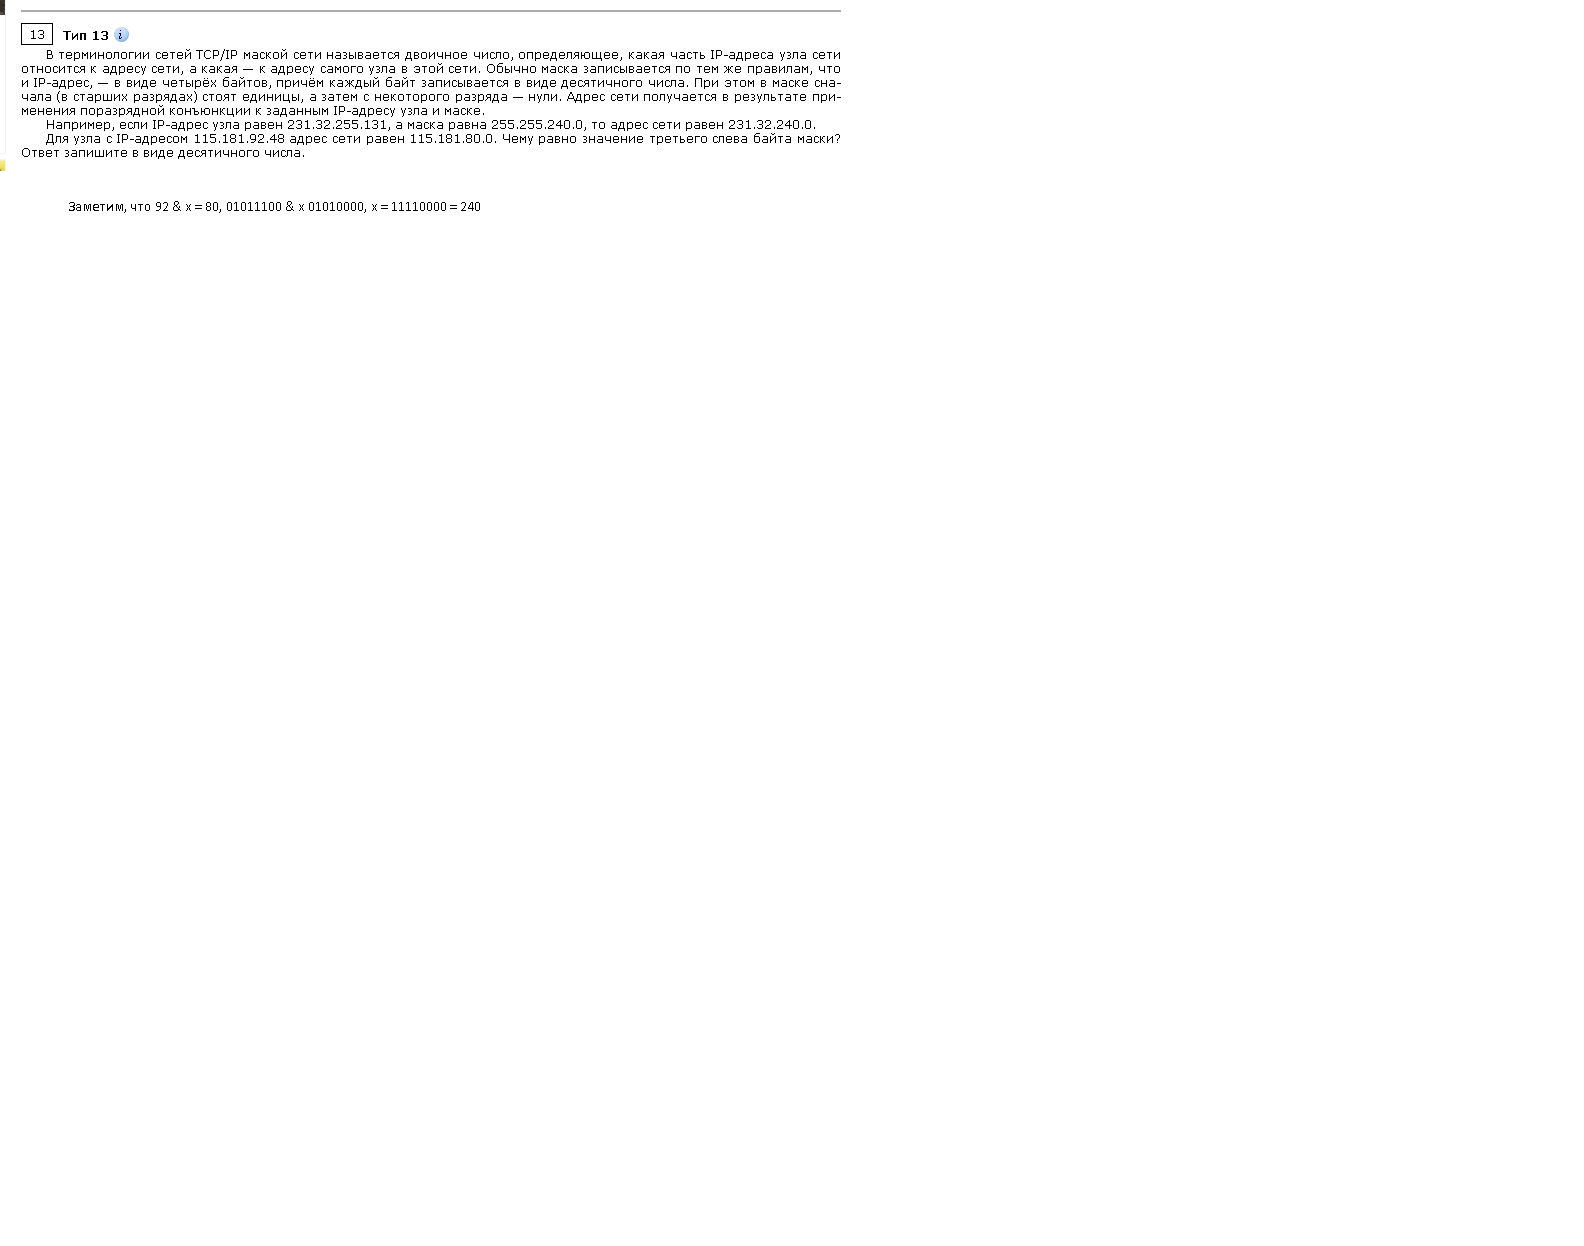 13 Тип 13 i
В терминологии сетей TCP/IP маской сети называется двоичное число, определяющее, какая часть IP-адреса узла сети
относится к адресу сети, а какая — к адресу самого узла в этой сети. Обычно маска записывается по тем же правилам, что
и IP-адрес, — в виде четырёх байтов, причём каждый байт записывается в виде десятичного числа. При этом в маске сна-
чала (в старших разрядах) стоят единицы, а затем с некоторого разряда — нули. Адрес сети получается в результате при-
менения поразрядной конъюнкции к заданным IP-адресу узла и маске.
Например, если IP-адрес узла равен 231.32.255.131, а маска равна 255.255.240.0, то адрес сети равен 231.32.240.0.
Для узла с IP-адресом 115.181.92.48 адрес сети равен 115.181.80.0. Чему равно значение третьего слева байта маски?
Ответ запишите в виде десятичного числа.
Заметим, что 92 & x = 80, 01011100 & x 01010000, x = 11110000 = 240